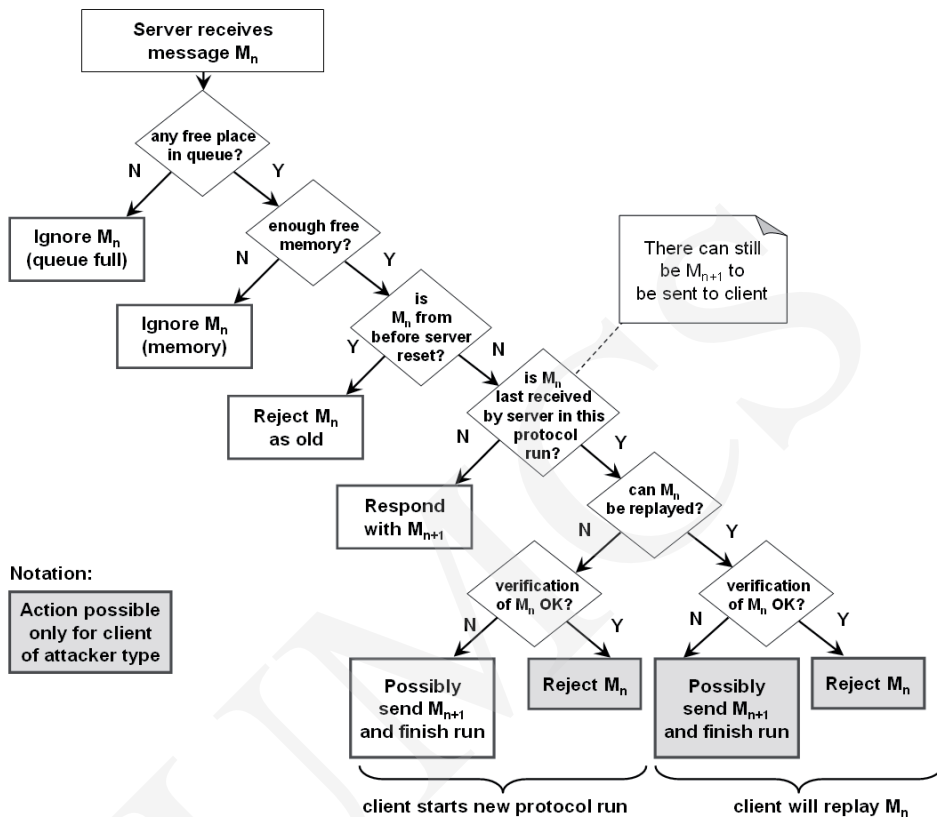 Server receives
message Mn
any free place
in queue?
N
Y
Ignore Mn
(queue full)
enough free
memory?
N
Y
Ignore Mn
(memory)
There can still
be Mn+1 to
be sent to client
is
Mn from
before server
reset?
Y
N
Reject Mn
as old
is Mn
last received
by server in this
protocol
run?
N
Y
Respond
with Mn+1
can Mn
be replayed?
N
Y
Notation:
Action possible
only for client
of attacker type
verification
of Mn OK?
N
Y
verification
of Mn OK?
N
Y
Possibly
send Mn+1
and finish run
Reject Mn
Possibly
send Mn+1
and finish run
Reject Mn
client starts new protocol run
client will replay Mn
UMCS